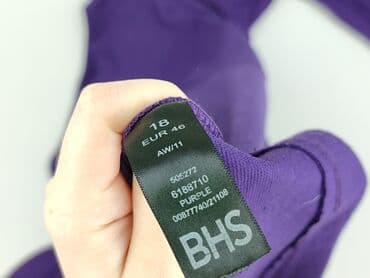 18
EUR 46
AW/11
505272
6188710
PURPLE
00877740/21108
BHS